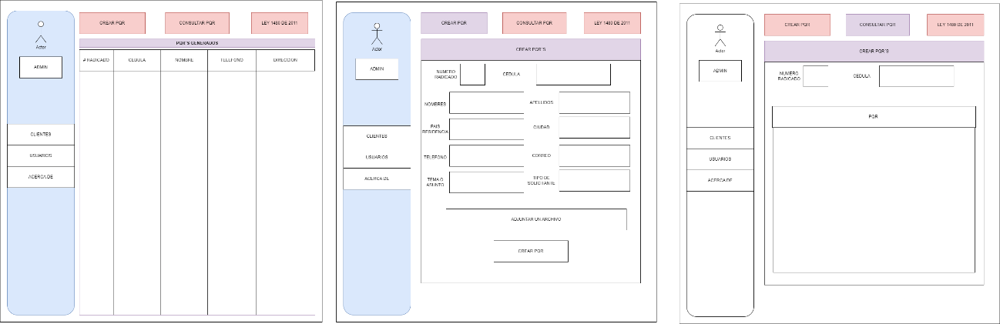 CREAR PQR
CONSULTAR PQR
LEY 1480 DE 2011
Actor
ADMIN
CLIENTES
USUARIOS
ACERCA DE
PQR´S GENERADOS
# RADICADO
CEDULA
NOMBRE
TELEFONO
DIRECCION
CREAR PQR
CONSULTAR PQR
LEY 1480 DE 2011
Actor
ADMIN
CLIENTES
USUARIOS
ACERCA DE
CREAR PQR´S
NUMERO
RADICADO
CEDULA
NOMBRES
APELLIDOS
PAIS
RESIDENCIA
CIUDAD
TELEFONO
CORREO
TEMA O
ASUNTO
TIPO DE
SOLICITANTE
ADJUNTAR UN ARCHIVO
CREAR PQR
CREAR PQR
CONSULTAR PQR
LEY 1480 DE 2011
Actor
ADMIN
CLIENTES
USUARIOS
ACERCA DE
CREAR PQR´S
NUMERO
RADICADO
CEDULA
PQR